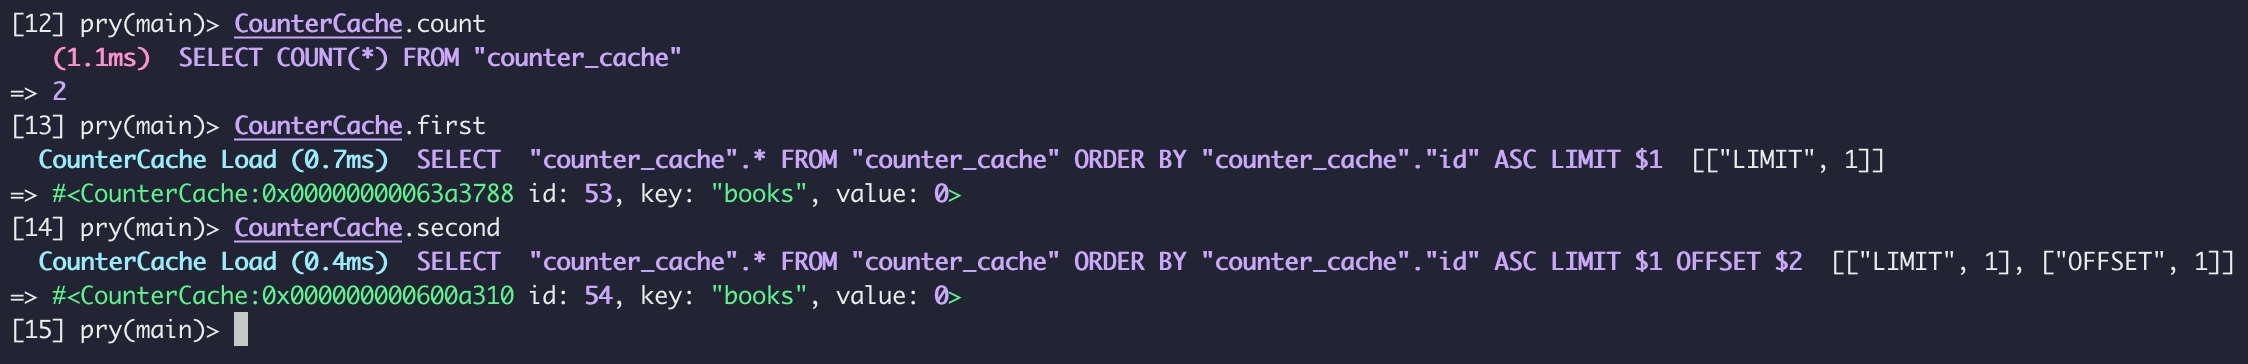 [12] pry(main)> CounterCache.count
(1.1ms)  SELECT COUNT(*) FROM "counter_cache"
=> 2
[13] pry(main)> CounterCache.first
CounterCache Load (0.7ms)  SELECT  "counter_cache".* FROM "counter_cache" ORDER BY "counter_cache"."id" ASC LIMIT $1  [["LIMIT", 1]]
=> #<CounterCache:0x00000000063a3788 id: 53, key: "books", value: 0>
[14] pry(main)> CounterCache.second
CounterCache Load (0.4ms)  SELECT  "counter_cache".* FROM "counter_cache" ORDER BY "counter_cache"."id" ASC LIMIT $1 OFFSET $2  [["LIMIT", 1], ["OFFSET", 1]]
=> #<CounterCache:0x000000000600a310 id: 54, key: "books", value: 0>
[15] pry(main)>